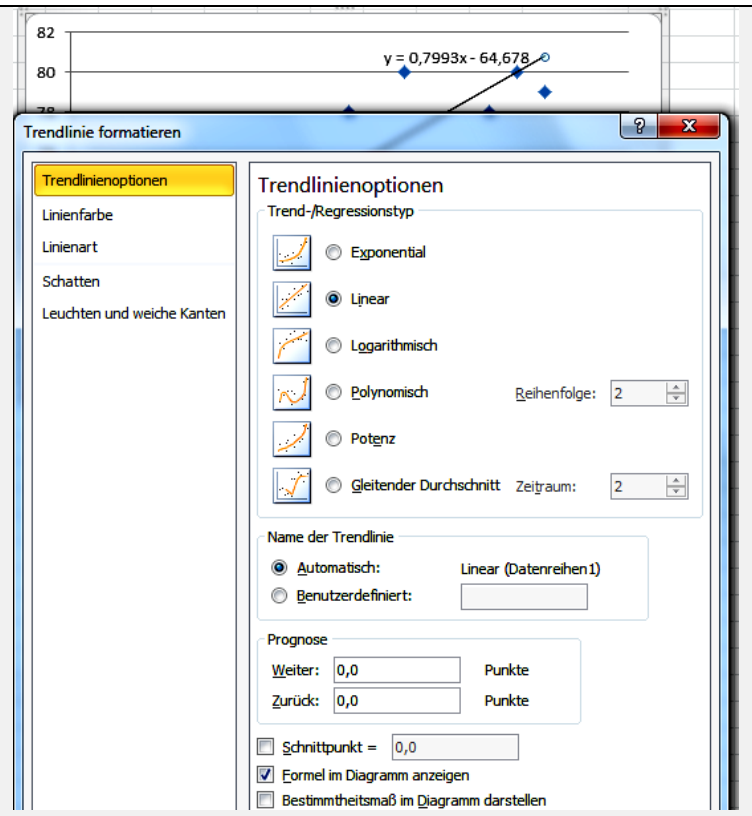 82
y = 0,7993x - 64,678
80
78
Trendlinie formatieren
Trendlinienoptionen
Linienfarbe
Linienart
Schatten
Leuchten und weiche Kanten
Trendlinienoptionen
Trend-/Regressionstyp
Exponential
Linear
Logarithmisch
Polynomisch Reihenfolge: 2
Potenz
Gleitender Durchschnitt Zeitraum: 2
Name der Trendlinie
Automatisch: Linear (Datenreihen1)
Benutzerdefiniert:
Prognose
Weiter: 0,0 Punkte
Zurück: 0,0 Punkte
Schnittpunkt = 0,0
Formel im Diagramm anzeigen
Bestimmtheitsmaß im Diagramm darstellen